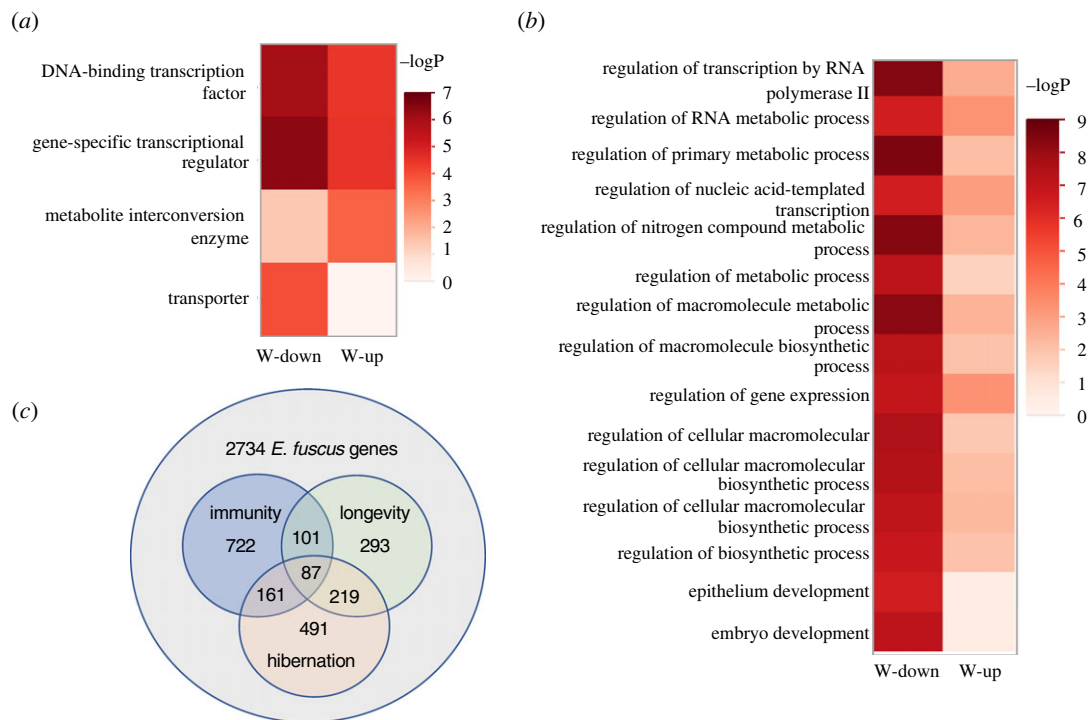 (a)
DNA-binding transcription
factor
gene-specific transcriptional
regulator
metabolite interconversion
enzyme
transporter
W-down
W-up
–logP
7
6
5
4
3
2
1
0
(b)
regulation of transcription by RNA
polymerase II
regulation of RNA metabolic process
regulation of primary metabolic process
regulation of nucleic acid-templated
transcription
regulation of nitrogen compound metabolic
process
regulation of metabolic process
regulation of macromolecule metabolic
process
regulation of macromolecule biosynthetic
process
regulation of gene expression
regulation of cellular macromolecular
regulation of cellular macromolecular
biosynthetic process
regulation of cellular macromolecular
biosynthetic process
regulation of biosynthetic process
epithelium development
embryo development
W-down
W-up
–logP
9
8
7
6
5
4
3
2
1
0
(c)
2734 E. fuscus genes
immunity
722
101
longevity
293
87
161
219
491
hibernation